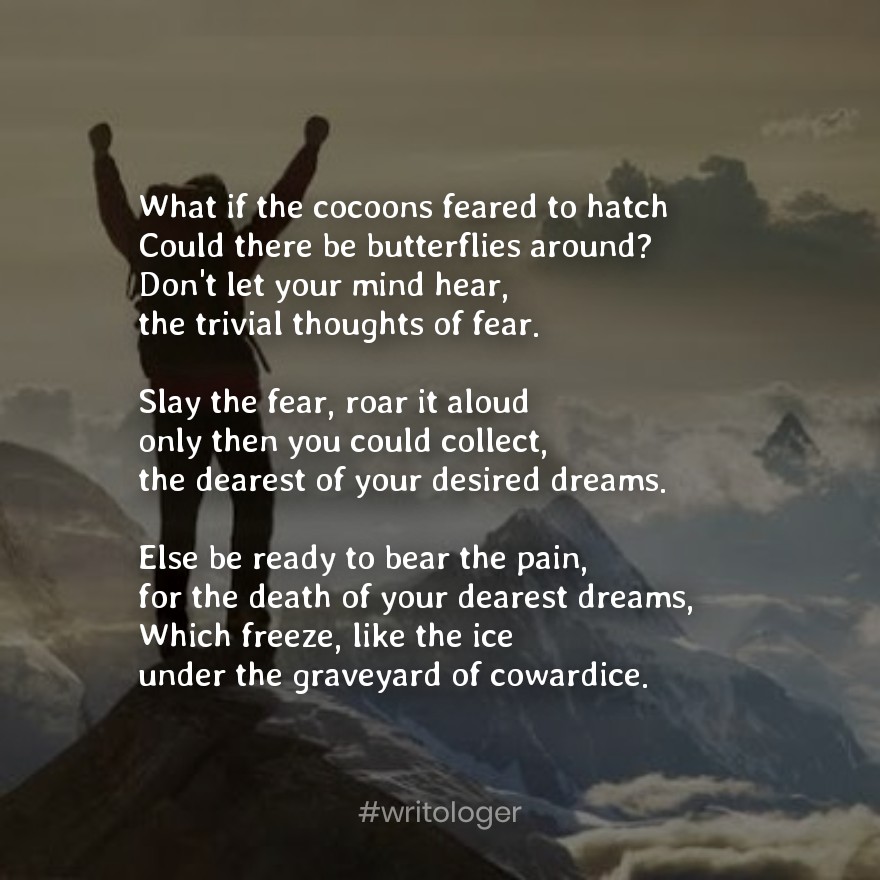 What if the cocoons feared to hatch
Could there be butterflies around?
Don't let your mind hear,
the trivial thoughts of fear.
Slay the fear, roar it aloud
only then you could collect,
the dearest of your desired dreams.
Else be ready to bear the pain,
for the death of your dearest dreams,
Which freeze, like the ice
under the graveyard of cowardice.
#writologer